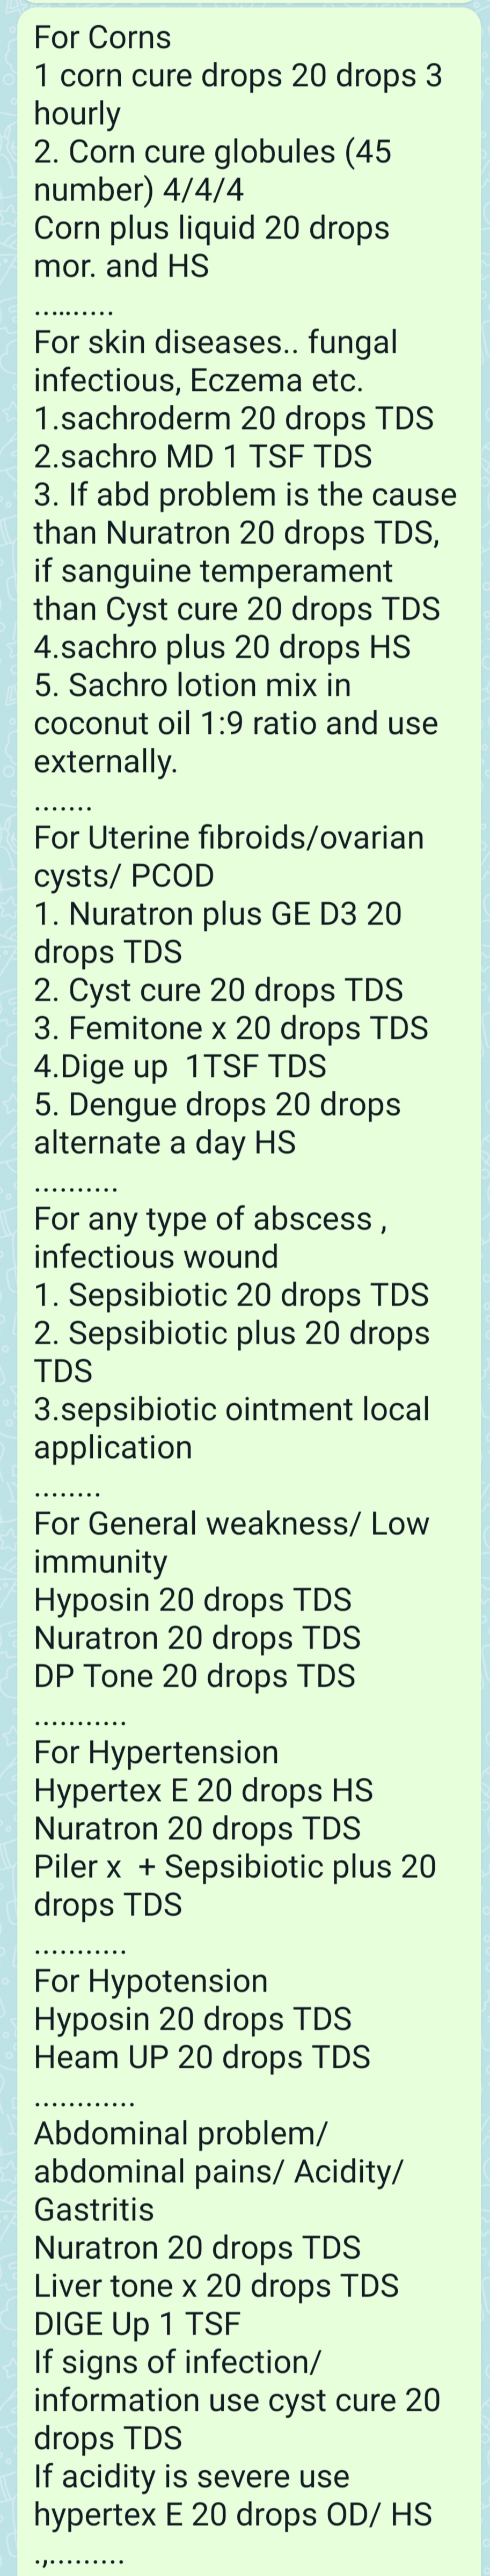 For Corns
1 corn cure drops 20 drops 3
hourly
2. Corn cure globules (45
number) 4/4/4
Corn plus liquid 20 drops
mor. and HS
..........
For skin diseases.. fungal
infectious, Eczema etc.
1.sachroderm 20 drops TDS
2.sachro MD 1 TSF TDS
3. If abd problem is the cause
than Nuratron 20 drops TDS,
if sanguine temperament
than Cyst cure 20 drops TDS
4.sachro plus 20 drops HS
5. Sachro lotion mix in
coconut oil 1:9 ratio and use
externally.
.......
For Uterine fibroids/ovarian
cysts/ PCOD
1. Nuratron plus GE D3 20
drops TDS
2. Cyst cure 20 drops TDS
3. Femitone x 20 drops TDS
4.Dige up  1TSF TDS
5. Dengue drops 20 drops
alternate a day HS
..........
For any type of abscess ,
infectious wound
1. Sepsibiotic 20 drops TDS
2. Sepsibiotic plus 20 drops
TDS
3.sepsibiotic ointment local
application
........
For General weakness/ Low
immunity
Hyposin 20 drops TDS
Nuratron 20 drops TDS
DP Tone 20 drops TDS
...........
For Hypertension
Hypertex E 20 drops HS
Nuratron 20 drops TDS
Piler x  + Sepsibiotic plus 20
drops TDS
...........
For Hypotension
Hyposin 20 drops TDS
Heam UP 20 drops TDS
............
Abdominal problem/
abdominal pains/ Acidity/
Gastritis
Nuratron 20 drops TDS
Liver tone x 20 drops TDS
DIGE Up 1 TSF
If signs of infection/
information use cyst cure 20
drops TDS
If acidity is severe use
hypertex E 20 drops OD/ HS
.,.........